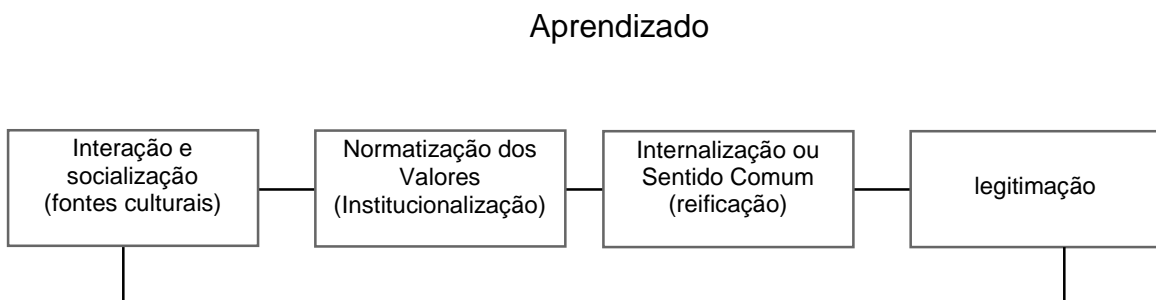 Aprendizado
Interação e
socialização
(fontes culturais)
Normatização dos
Valores
(Institucionalização)
Internalização ou
Sentido Comum
(reificação)
legitimação